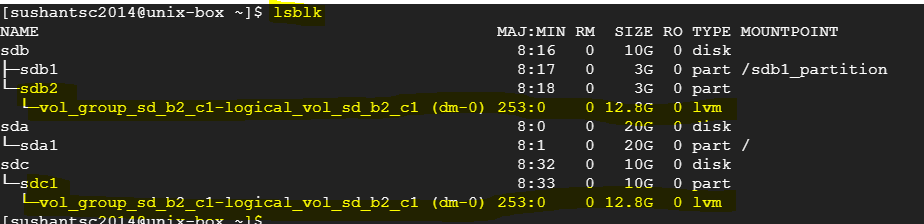 [sushantsc2014@unix-box ~]$ lsblk
NAME MAJ:MIN RM SIZE RO TYPE MOUNTPOINT
sdb 8:16 0 10G 0 disk
├─sdb1 8:17 0 3G 0 part /sdb1_partition
└─sdb2 8:18 0 3G 0 part
└─vol_group_sd_b2_c1-logical_vol_sd_b2_c1 (dm-0) 253:0 0 12.8G 0 lvm
sda 8:0 0 20G 0 disk
└─sda1 8:1 0 20G 0 part /
sdc 8:32 0 10G 0 disk
└─sdc1 8:33 0 10G 0 part
└─vol_group_sd_b2_c1-logical_vol_sd_b2_c1 (dm-0) 253:0 0 12.8G 0 lvm
[sushantsc2014@unix-box ~]$